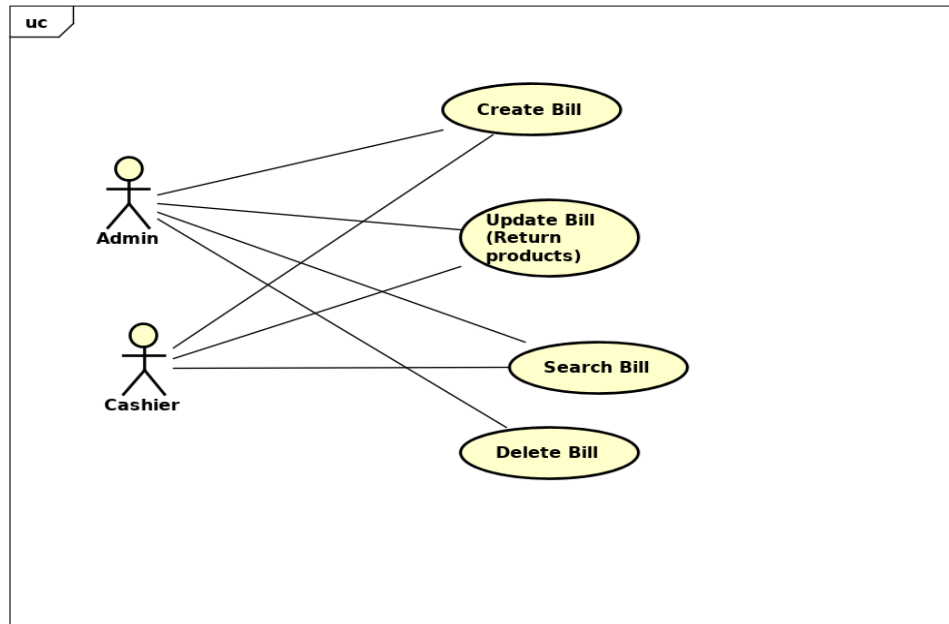 uc
Create Bill
Admin
Update Bill
(Return
products)
Cashier
Search Bill
Delete Bill